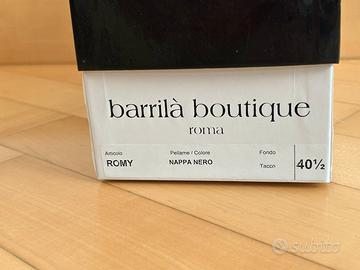 barrilà boutique
roma
Articolo Pellame / Colore Fondo
ROMY NAPPA NERO Tacco 40½
subito